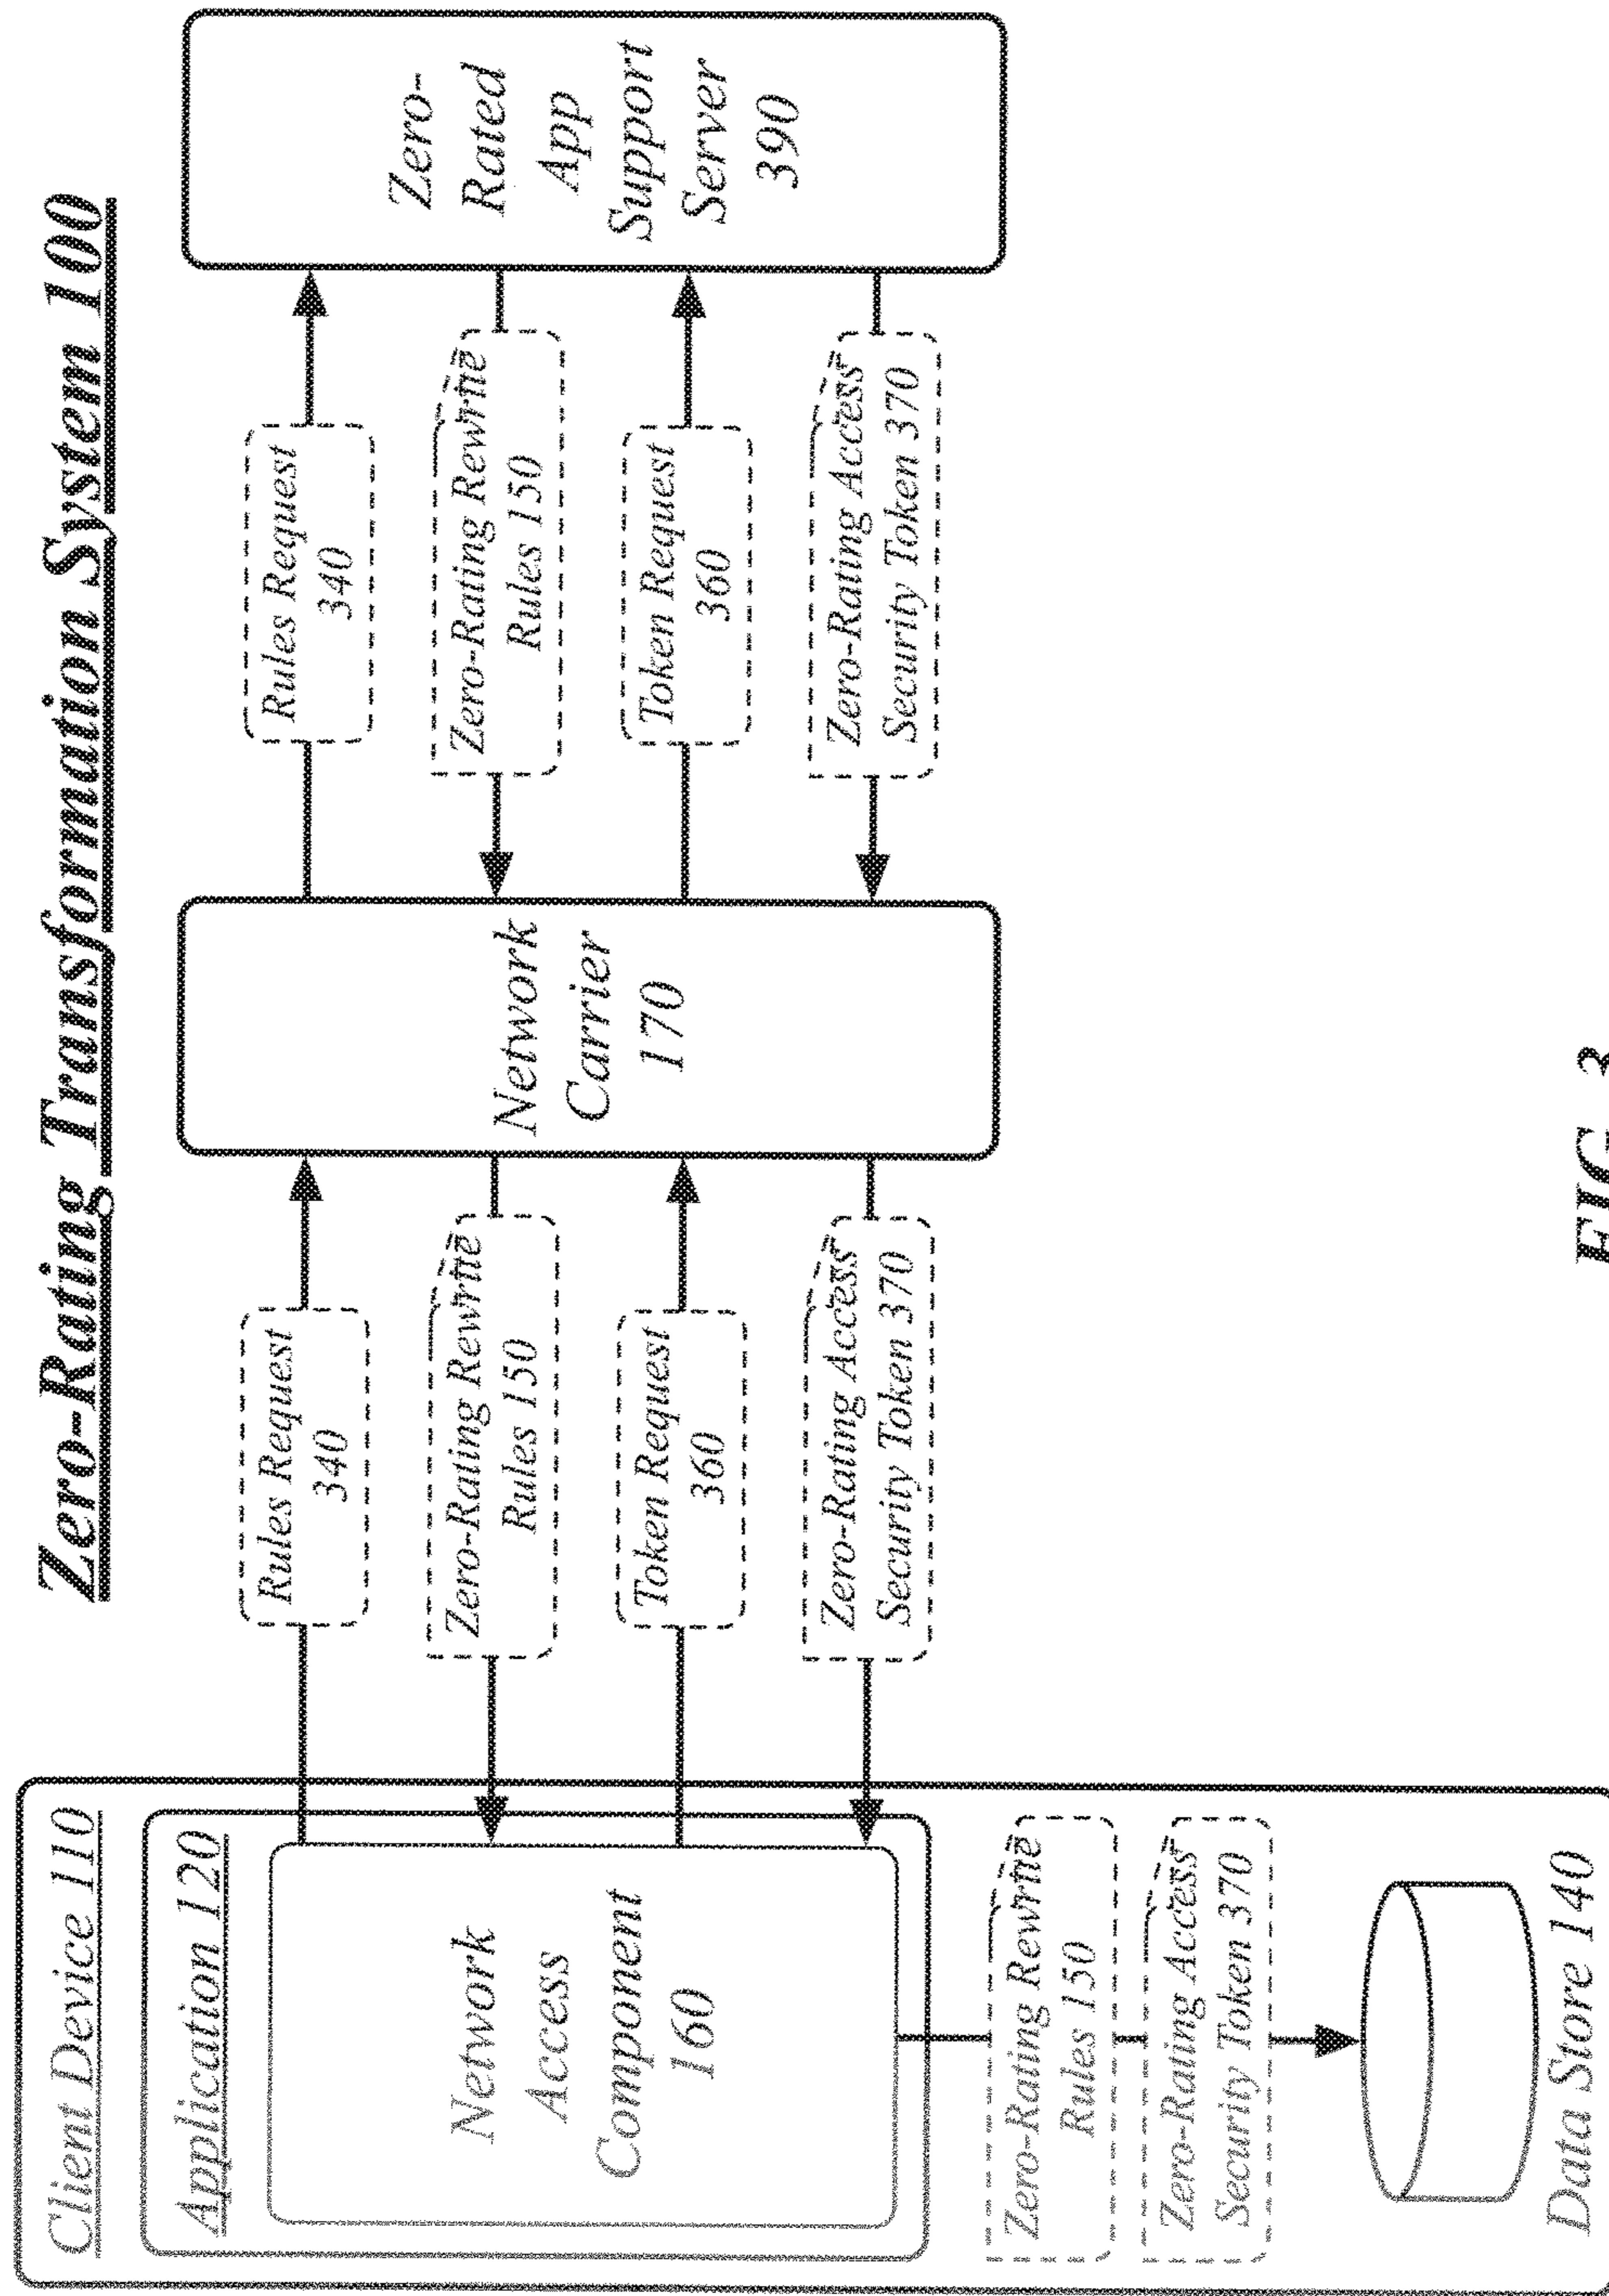 Zero-Rating Transformation System 100
Client Device 110
Application 120
Network
Access
Component
160
Rules Request
340
Zero-Rating Rewrite
Rules 150
Token Request
360
Zero-Rating Access
Security Token 370
Network
Carrier
170
Rules Request
340
Zero-Rating Rewrite
Rules 150
Token Request
360
Zero-Rating Access
Security Token 370
Zero-
Rated
App
Support
Server
390
Zero-Rating Rewrite
Rules 150
Zero-Rating Access
Security Token 370
Data Store 140
FIG. 3